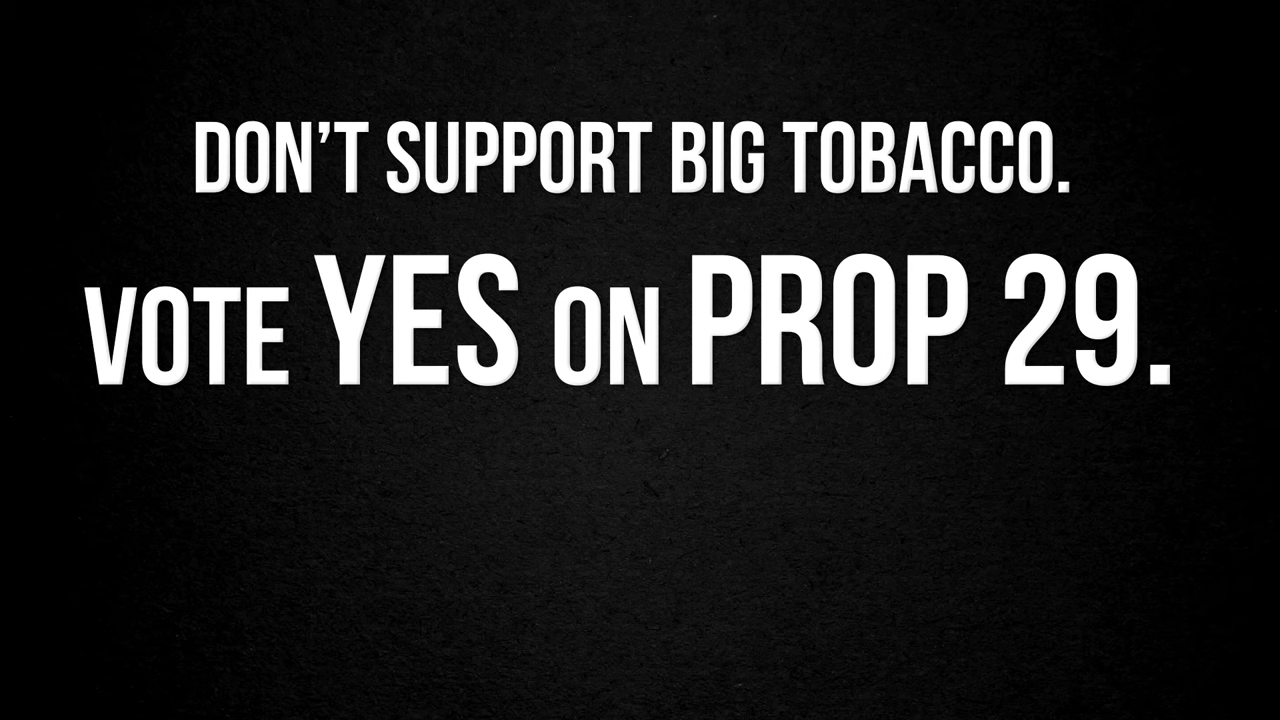 DON’T SUPPORT BIG TOBACCO.
VOTE YES ON PROP 29.